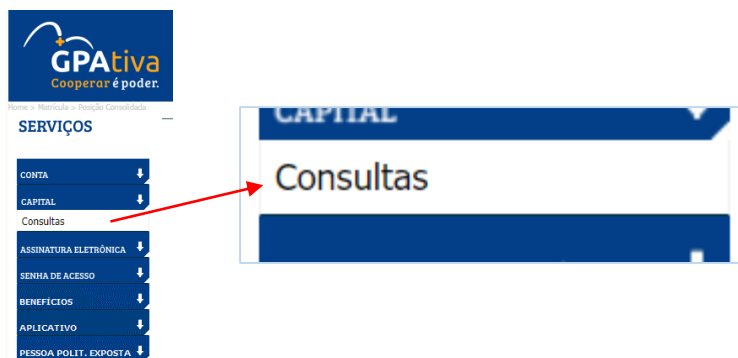 GPAtiva
Cooperar é poder.
Home > Matrícula > Posição Consolidada
SERVIÇOS
CONTA
CAPITAL
Consultas
ASSINATURA ELETRÔNICA
SENHA DE ACESSO
BENEFÍCIOS
APLICATIVO
PESSOA POLIT. EXPOSTA
CAPITAL
Consultas